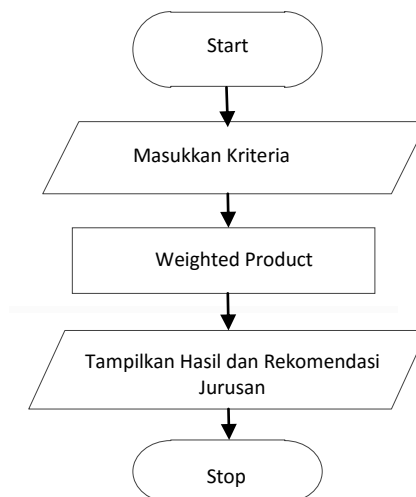 Start
Masukkan Kriteria
Weighted Product
Tampilkan Hasil dan Rekomendasi
Jurusan
Stop